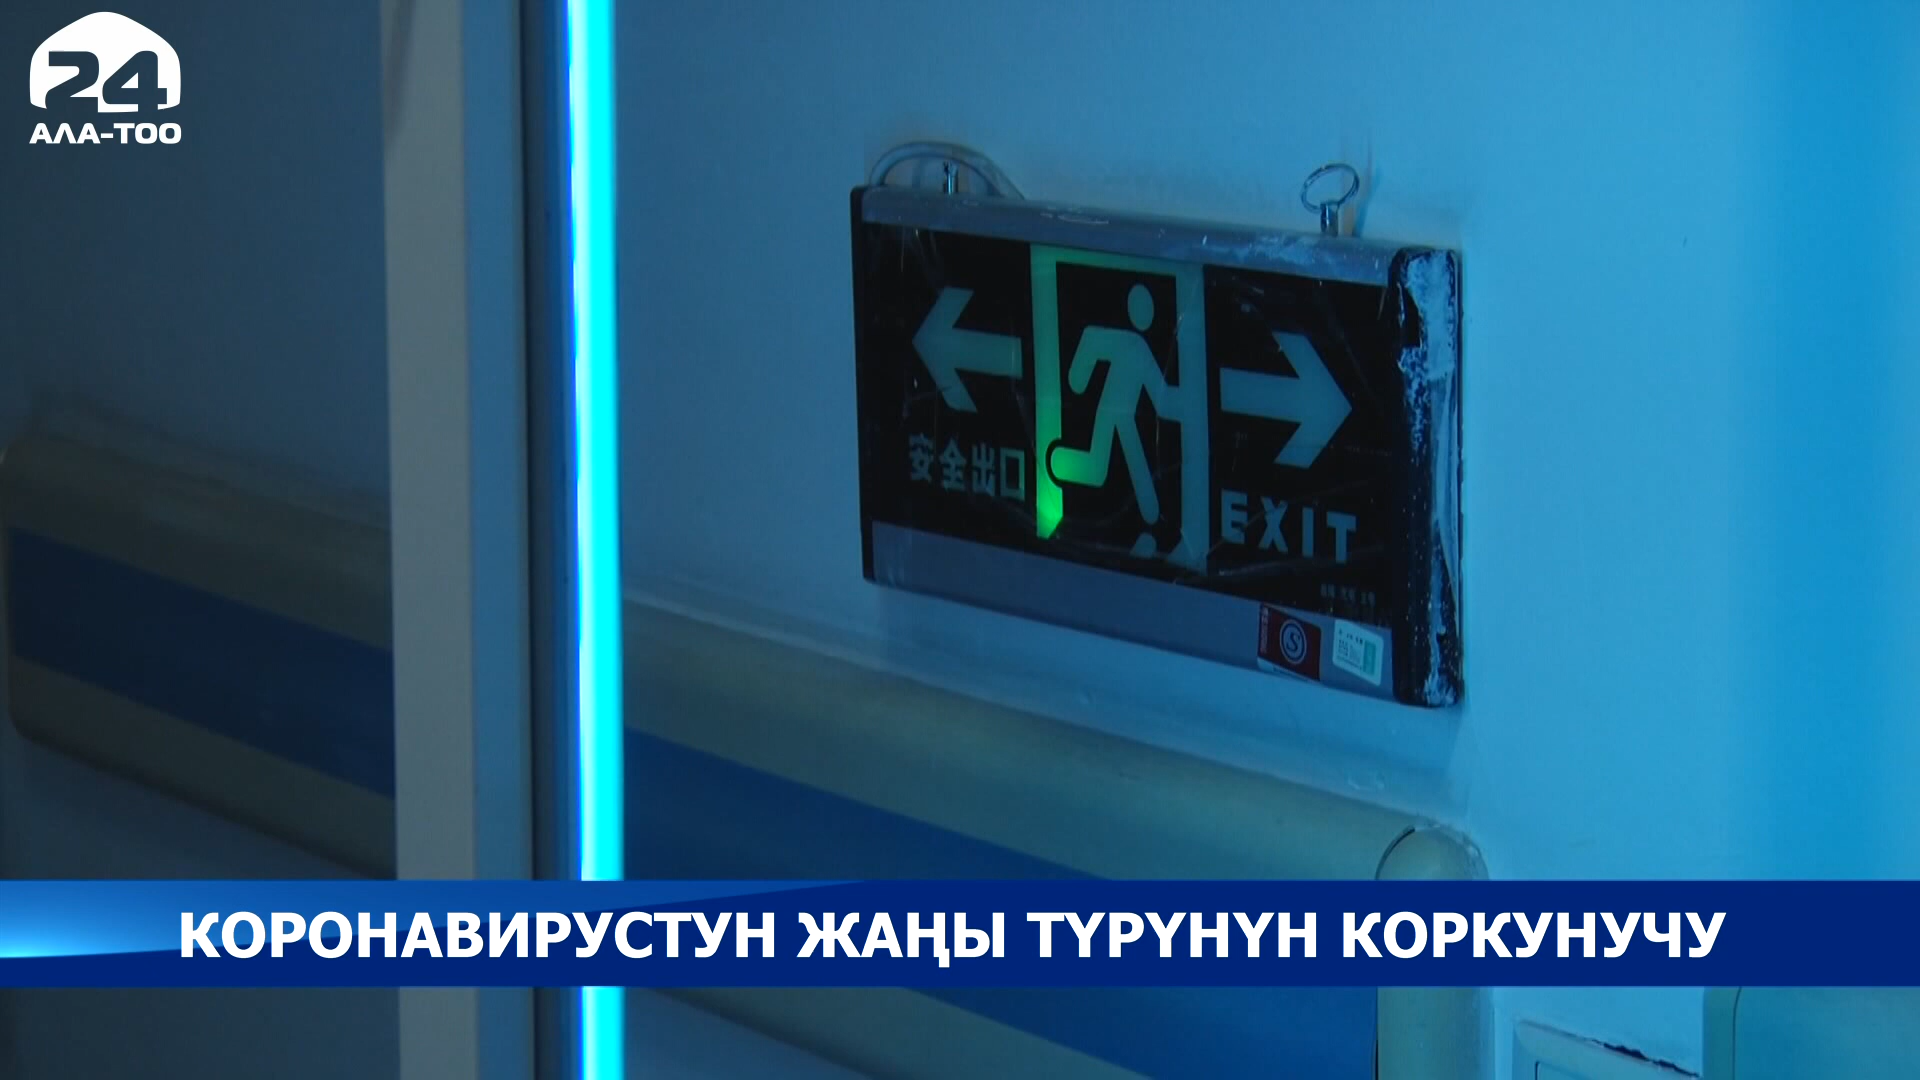 24
АЛА-ТОО
安全出口
EXIT
КОРОНАВИРУСТУН ЖАҢЫ ТҮРҮНҮН КОРКУНУЧУ